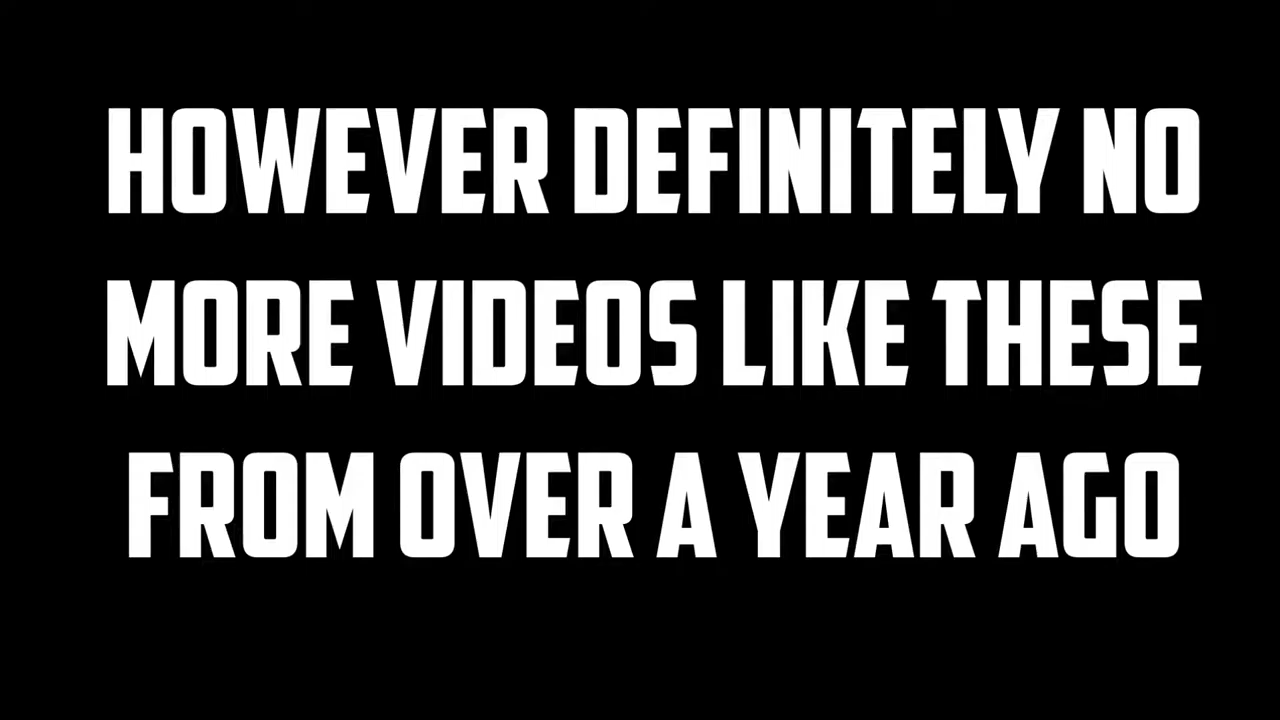 HOWEVER DEFINITELY NO
MORE VIDEOS LIKE THESE
FROM OVER A YEAR AGO